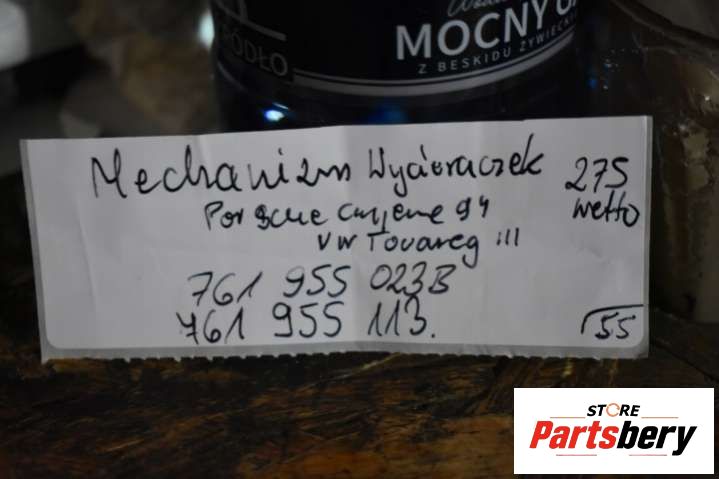 MOCNY
Z BESKIDU ŻYWIECKI
Mechanizm Wycieraczek 275
Porsche Cayenne 94 netto
VW Touareg III
761 955 023B
761 955 113. 55
STORE
Partsbery